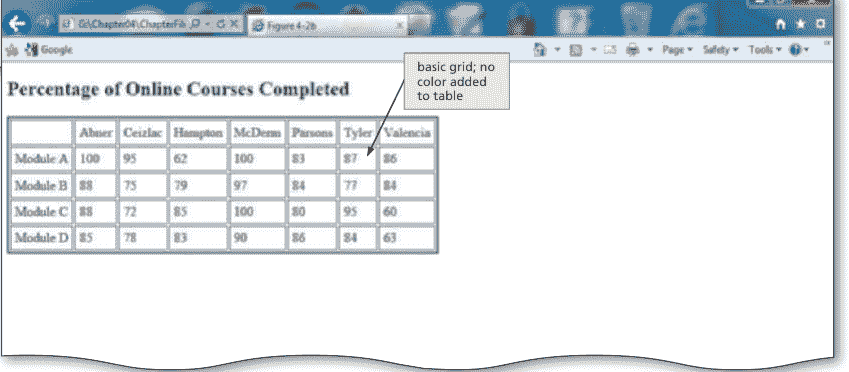 Figure 4-2b
Google
Page Safety Tools
Percentage of Online Courses Completed
basic grid; no
color added
to table
Abner Ceizlac Hampton McDerm Parsons Tyler Valencia
Module A 100 95 62 100 83 87 86
Module B 88 75 79 97 84 77 84
Module C 88 72 85 100 80 95 60
Module D 85 78 83 90 86 84 63